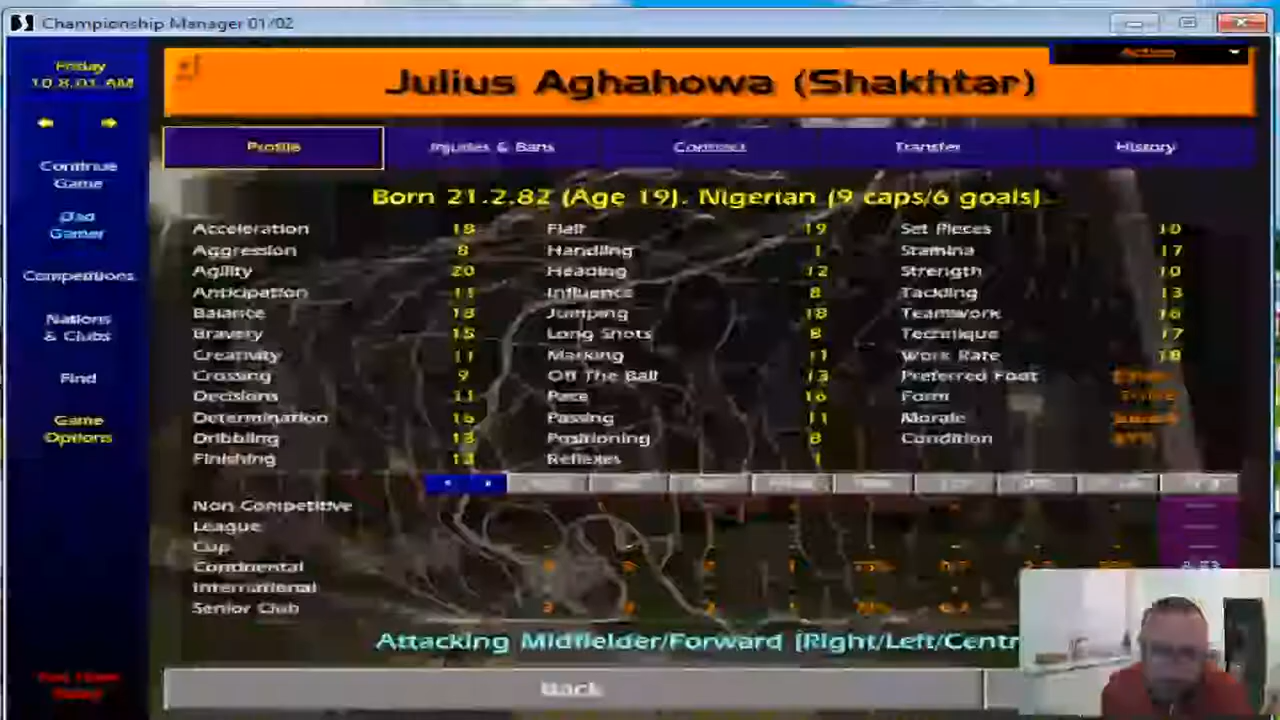 Championship Manager 01/02
Friday
10.8.01 AM
Continue
Game
Dad
Gamer
Competitions
Nations
& Clubs
Find
Game
Options
Julius Aghahowa (Shakhtar)
Profile Injuries & Bans Contract Transfer History
Born 21.2.82 (Age 19). Nigerian (9 caps/6 goals)
Acceleration 18 Flair 19 Set Pieces 10
Aggression 8 Handling 1 Stamina 17
Agility 20 Heading 12 Strength 10
Anticipation 11 Influence 8 Tackling 13
Balance 18 Jumping 18 Teamwork 16
Bravery 15 Long Shots 8 Technique 17
Creativity 11 Marking 11 Work Rate 18
Crossing 9 Off The Ball 13 Preferred Foot
Decisions 11 Pace 16 Form
Determination 16 Passing 11 Morale
Dribbling 13 Positioning 8 Condition
Finishing 13 Reflexes 1
Non Competitive
League
Cup
Continental
International
Senior Club
Attacking Midfielder/Forward (Right/Left/Centr
Back